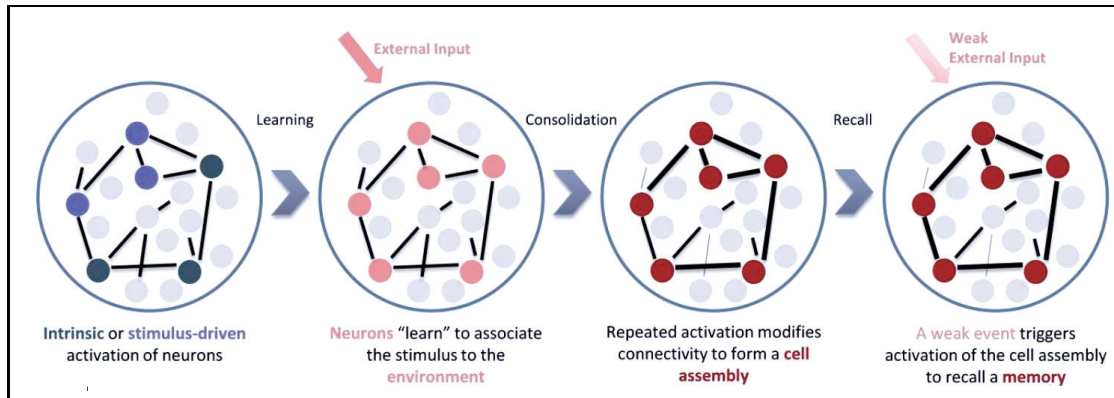 External Input
Weak
External Input
Learning
Consolidation
Recall
Intrinsic or stimulus-driven
activation of neurons
Neurons “learn” to associate
the stimulus to the
environment
Repeated activation modifies
connectivity to form a cell
assembly
A weak event triggers
activation of the cell assembly
to recall a memory